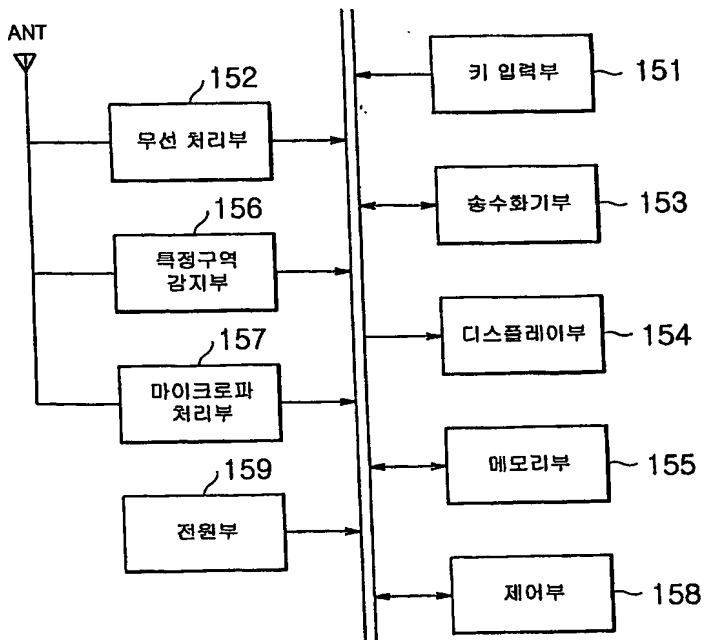 ANT
152
무선 처리부
키 입력부
151
156
특정구역
감지부
송수화기부
153
157
마이크로파
처리부
디스플레이부
154
159
전원부
메모리부
155
제어부
158